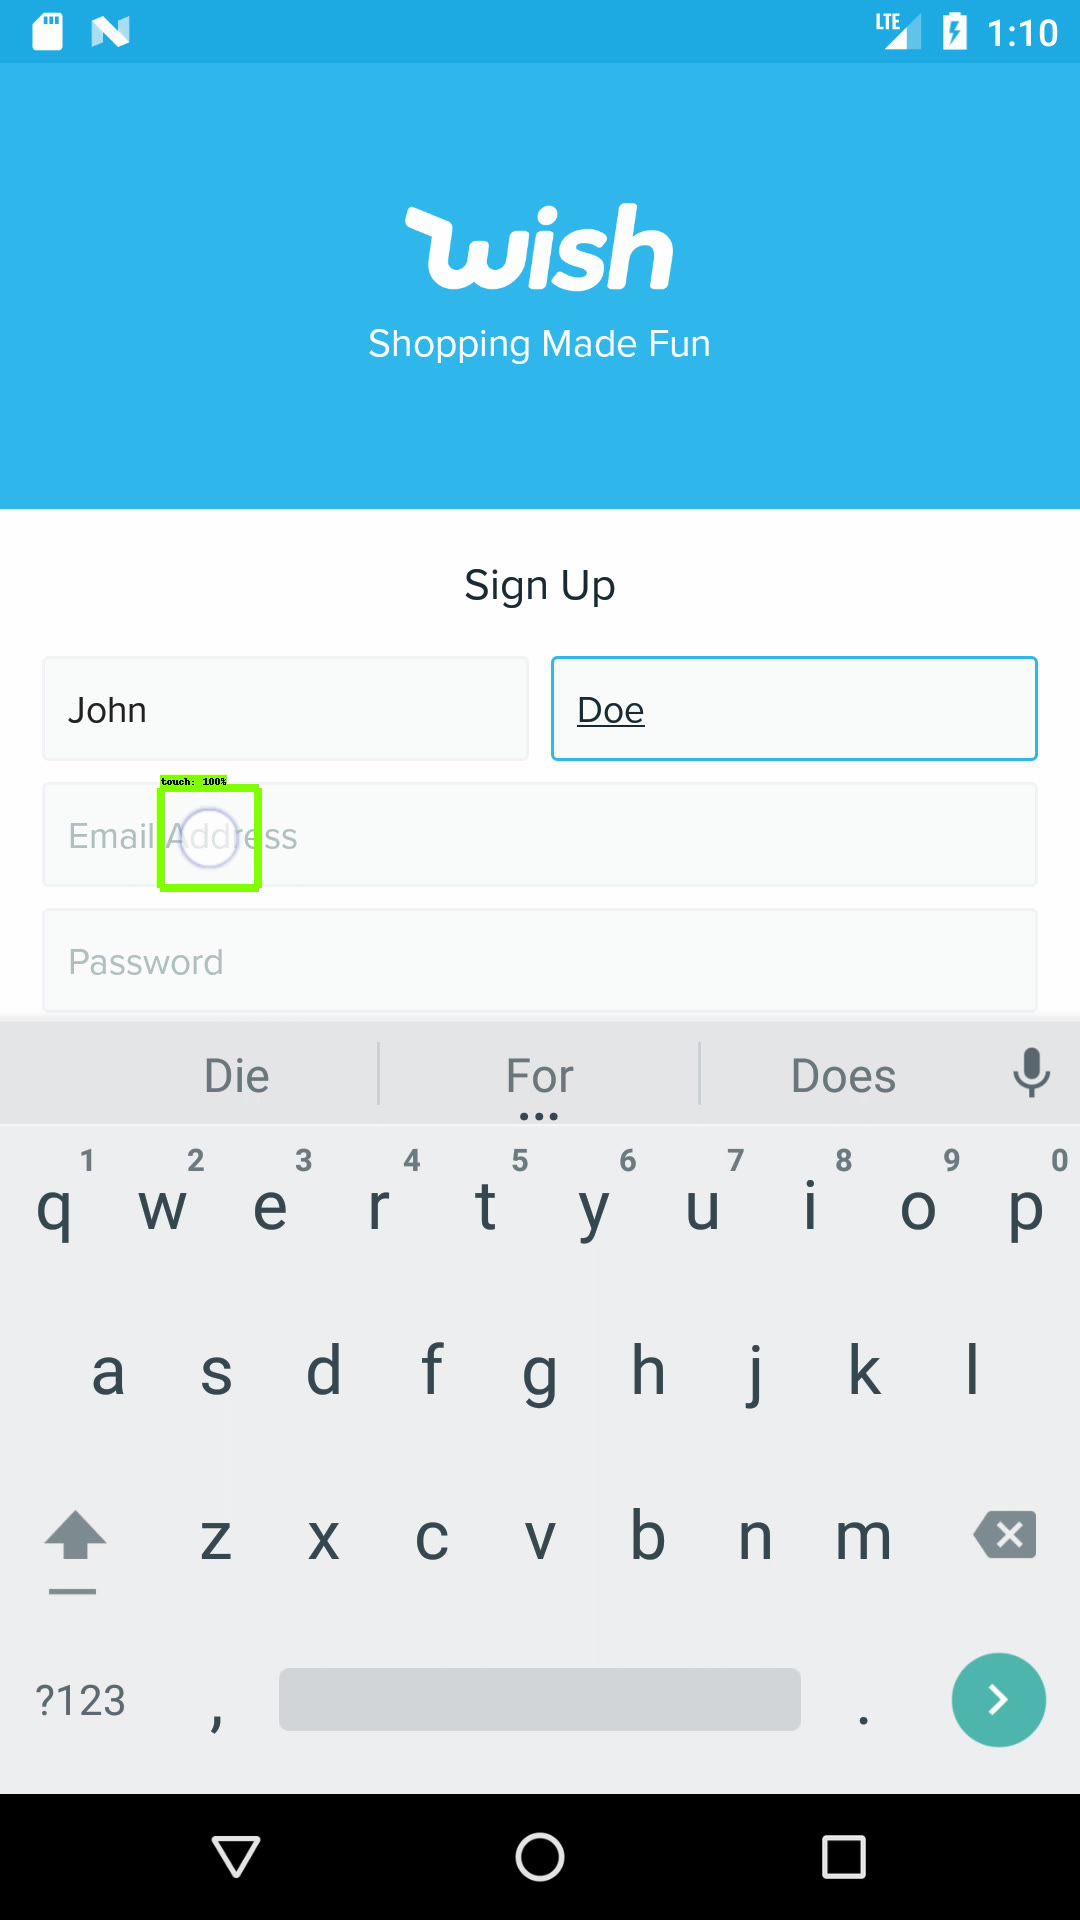 LTE 1:10
wish
Shopping Made Fun
Sign Up
John Doe
touch: 100%
Email Address
Password
Die For Does
1 2 3 4 5 6 7 8 9 0
q w e r t y u i o p
a s d f g h j k l
z x c v b n m
?123 , .